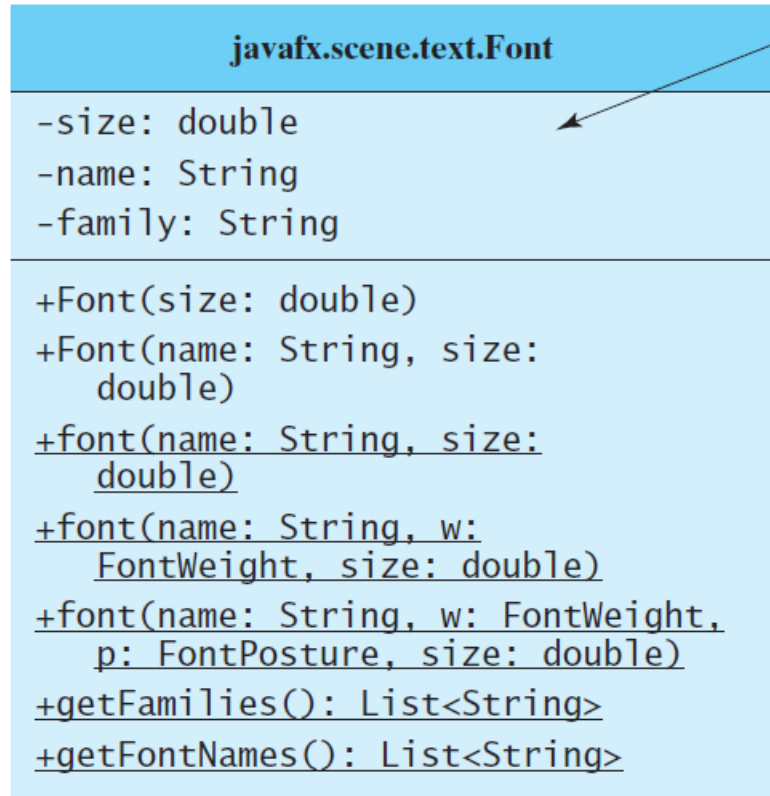 javafx.scene.text.Font
-size: double
-name: String
-family: String
+Font(size: double)
+Font(name: String, size:
double)
+font(name: String, size:
double)
+font(name: String, w:
FontWeight, size: double)
+font(name: String, w: FontWeight,
p: FontPosture, size: double)
+getFamilies(): List<String>
+getFontNames(): List<String>